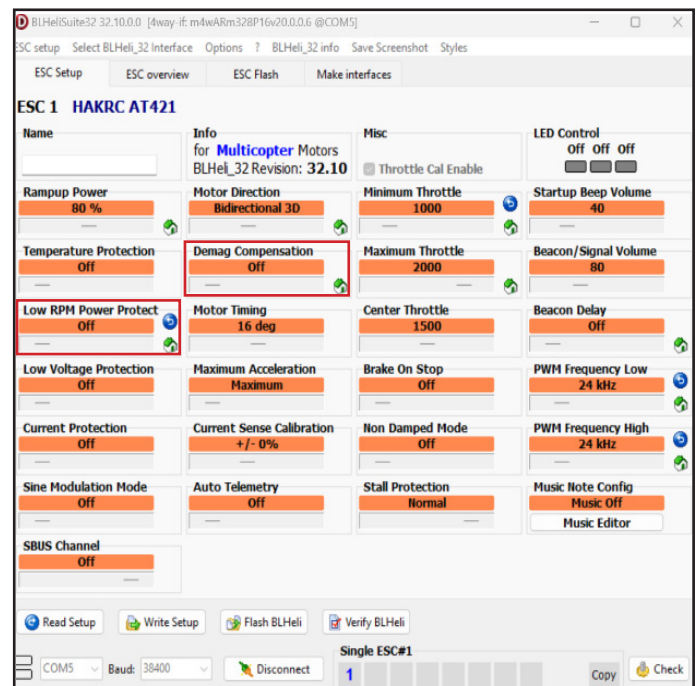 BLHeliSuite32 32.10.0.0 [4way-if: m4wArm328P16v20.0.0.6 @COM5]
ESC setup Select BLHeli_32 Interface Options ? BLHeli_32 info Save Screenshot Styles
ESC Setup ESC overview ESC Flash Make interfaces
ESC 1 HAKRC AT421
Name Info Misc LED Control
for Multicopter Motors Off Off Off
BLHeli_32 Revision: 32.10 Throttle Cal Enable
Rampup Power Motor Direction Minimum Throttle Startup Beep Volume
80 % Bidirectional 3D 1000 40
Temperature Protection Demag Compensation Maximum Throttle Beacon/Signal Volume
Off Off 2000 80
Low RPM Power Protect Motor Timing Center Throttle Beacon Delay
Off 16 deg 1500 Off
Low Voltage Protection Maximum Acceleration Brake On Stop PWM Frequency Low
Off Maximum Off 24 kHz
Current Protection Current Sense Calibration Non Damped Mode PWM Frequency High
Off +/- 0% Off 24 kHz
Sine Modulation Mode Auto Telemetry Stall Protection Music Note Config
Off Off Normal Music Off
Music Editor
SBUS Channel
Off
Read Setup Write Setup Flash BLHeli Verify BLHeli
Single ESC#1
COM5 Baud: 38400 Disconnect 1 Copy Check